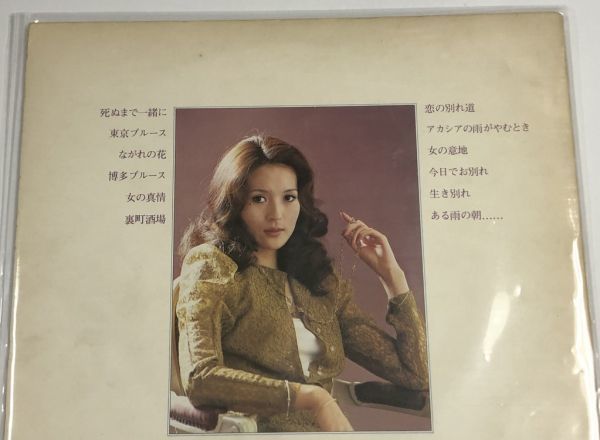 死ぬまで一緒に
東京ブルース
ながれの花
博多ブルース
女の真情
裏町酒場
恋の別れ道
アカシアの雨がやむとき
女の意地
今日でお別れ
生き別れ
ある雨の朝……